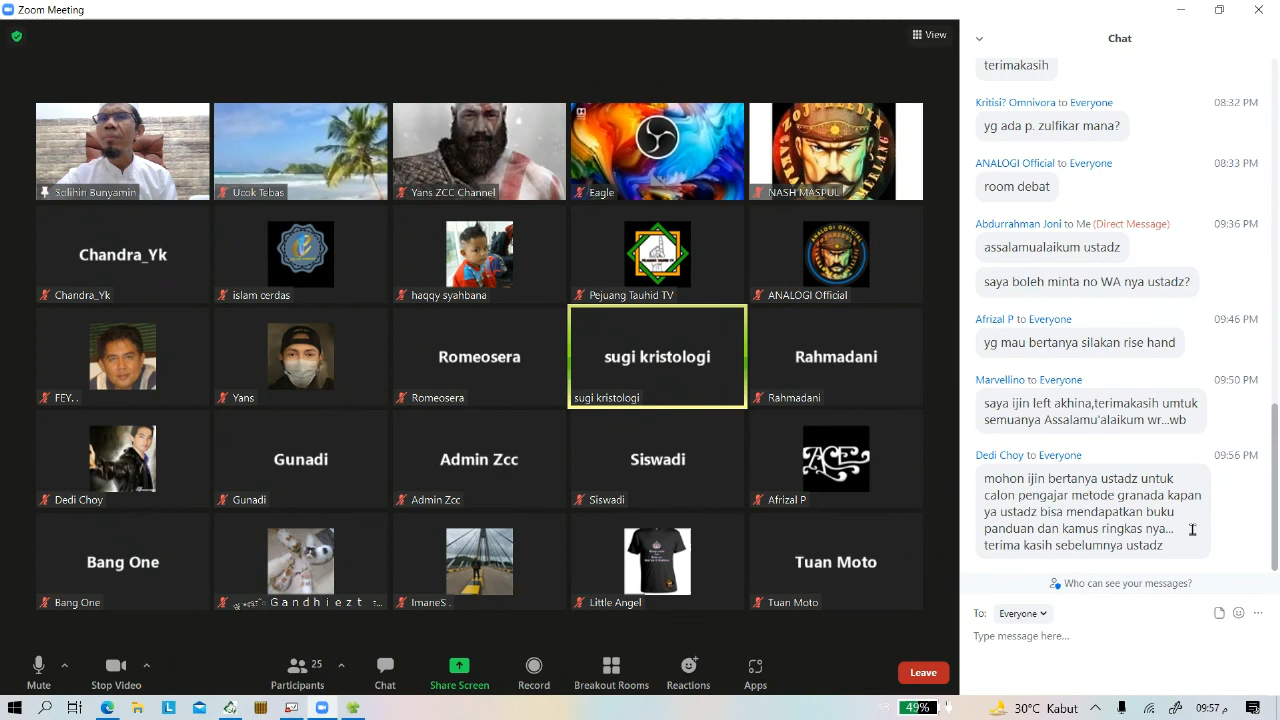 Zoom Meeting
View
Salihin Bunyamin
Ucok Tebas
Yans ZCC Channel
Eagle
NASH MASPUL
Chandra_Yk
Chandra_Yk
islam cerdas
haqqy syahbana
Pejuang Tauhid TV
ANALOGI OFFICIAL
ANALOGI Official
FEY. .
Yans
Romeosera
Romeosera
sugi kristologi
sugi kristologi
Rahmadani
Rahmadani
Dedi Choy
Gunadi
Gunadi
Admin Zcc
Admin Zcc
Siswadi
Siswadi
ACE
Afrizal P
Bang One
Bang One
G a n d h i e z t
ImaneS .
Little Angel
Tuan Moto
Tuan Moto
Mute
Stop Video
25
Participants
Chat
Share Screen
Record
Breakout Rooms
Reactions
Apps
Leave
Chat
terimakasih
Kritisi? Omnivora to Everyone 08:32 PM
yg ada p. zulfikar mana?
ANALOGI Official to Everyone 08:33 PM
room debat
Abdurrahman Joni to Me (Direct Message) 09:36 PM
assalamualaikum ustadz
saya boleh minta no WA nya ustadz?
Afrizal P to Everyone 09:46 PM
yg mau bertanya silakan rise hand
Marvellino to Everyone 09:50 PM
saya ijin left akhina,terimakasih umtuk
semuanya Assalamu'alaikum wr...wb
Dedi Choy to Everyone 09:56 PM
mohon ijin bertanya ustadz untuk
calon pengajar metode granada kapan
ya ustadz bisa mendapatkan buku
panduan dan kamus ringkas nya...
terima kasih sebelumnya ustadz
Who can see your messages?
To: Everyone
Type message here...
49%
30°C Kabut
09:57